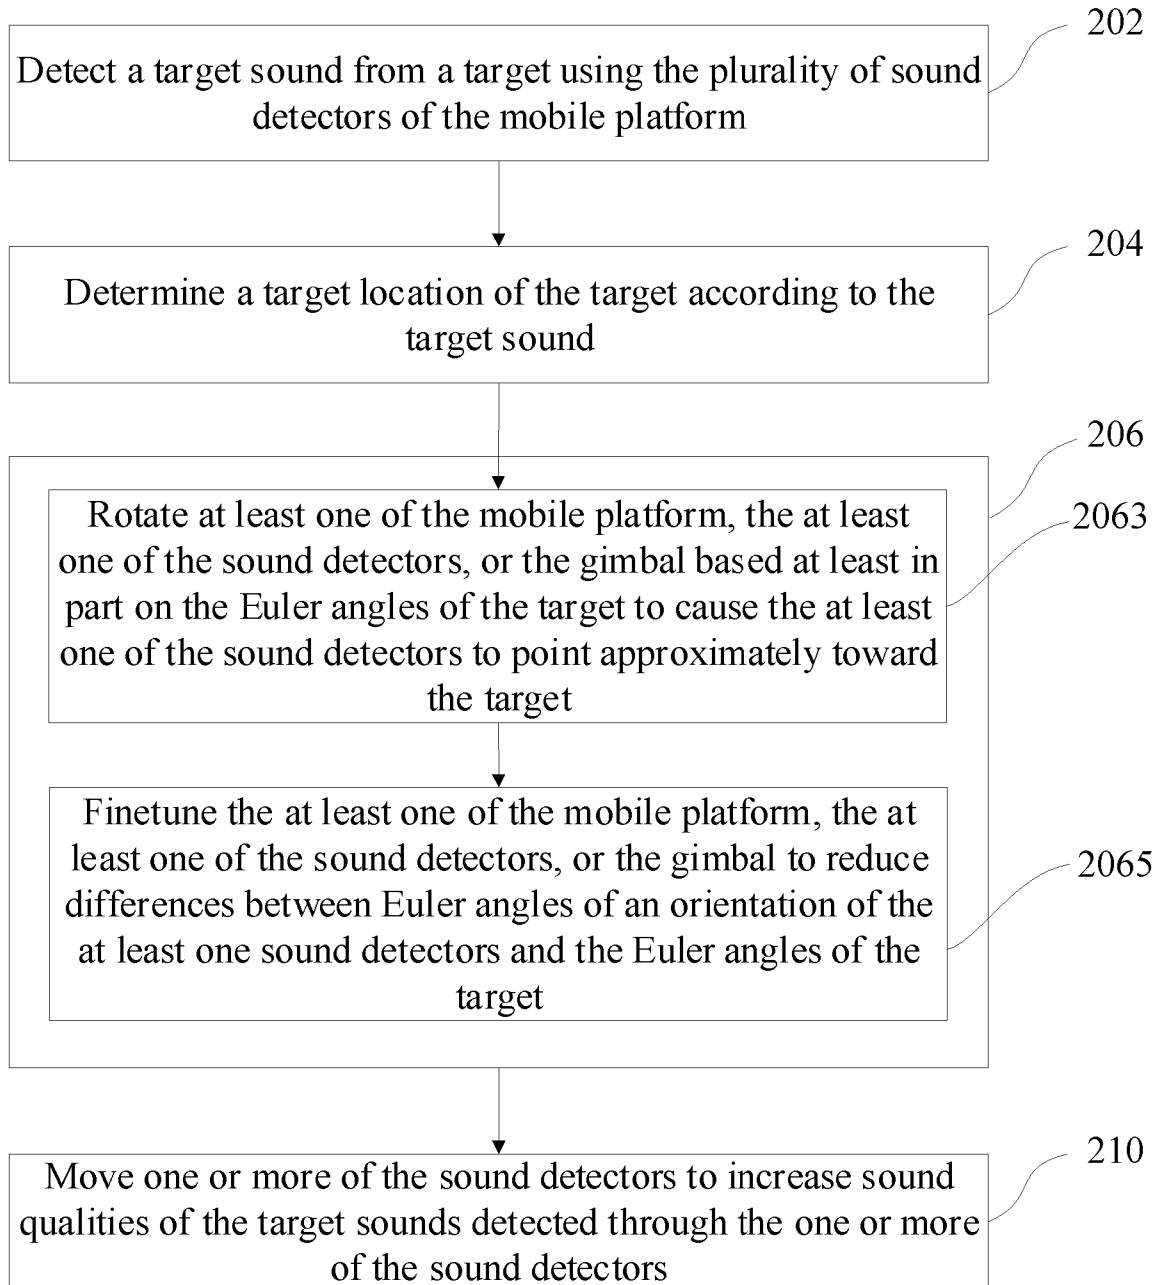 202
Detect a target sound from a target using the plurality of sound
detectors of the mobile platform
204
Determine a target location of the target according to the
target sound
206
2063
Rotate at least one of the mobile platform, the at least
one of the sound detectors, or the gimbal based at least in
part on the Euler angles of the target to cause the at least
one of the sound detectors to point approximately toward
the target
2065
Finetune the at least one of the mobile platform, the at
least one of the sound detectors, or the gimbal to reduce
differences between Euler angles of an orientation of the
at least one sound detectors and the Euler angles of the
target
210
Move one or more of the sound detectors to increase sound
qualities of the target sounds detected through the one or more
of the sound detectors